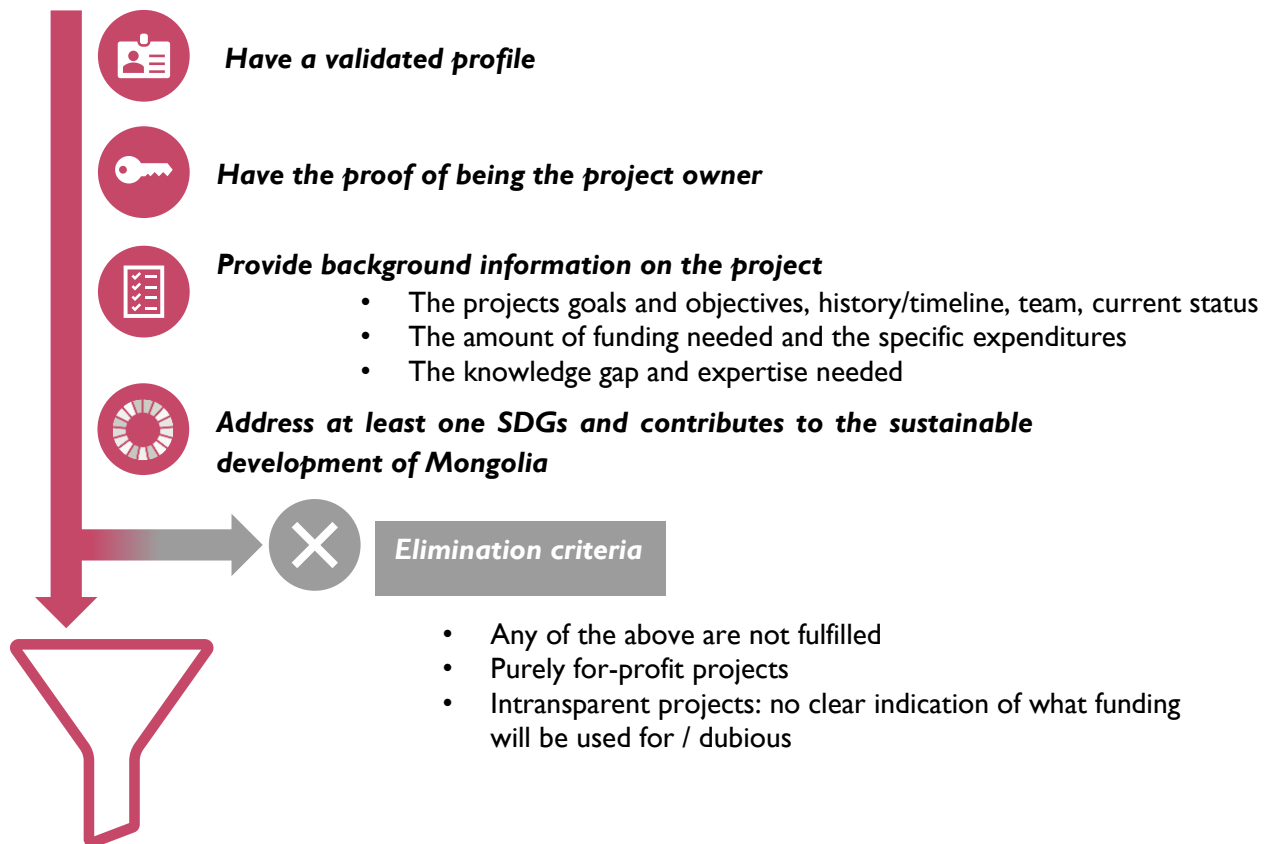 Have a validated profile
Have the proof of being the project owner
Provide background information on the project
• The projects goals and objectives, history/timeline, team, current status
• The amount of funding needed and the specific expenditures
• The knowledge gap and expertise needed
Address at least one SDGs and contributes to the sustainable
development of Mongolia
Elimination criteria
• Any of the above are not fulfilled
• Purely for-profit projects
• Intransparent projects: no clear indication of what funding
will be used for / dubious